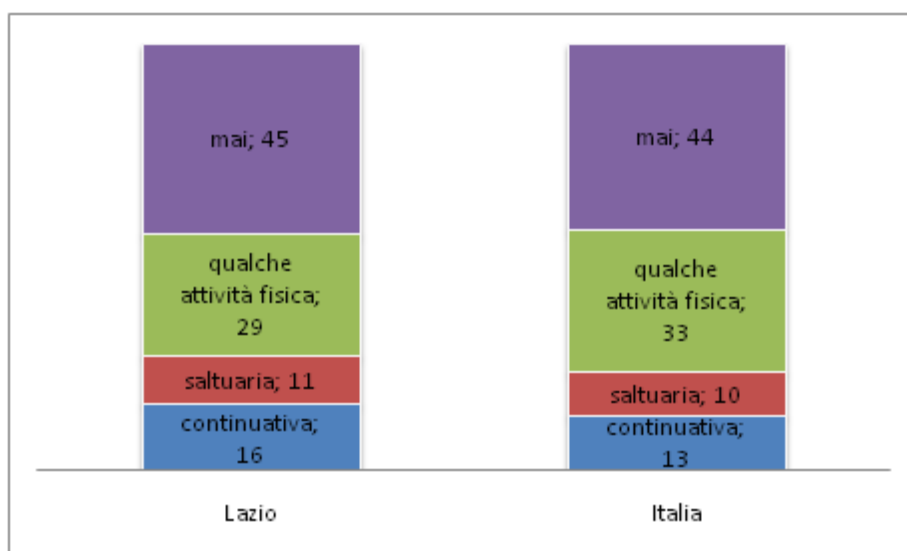 mai; 45
qualche
attività fisica;
29
saltuaria; 11
continuativa;
16
Lazio
mai; 44
qualche
attività fisica;
33
saltuaria; 10
continuativa;
13
Italia